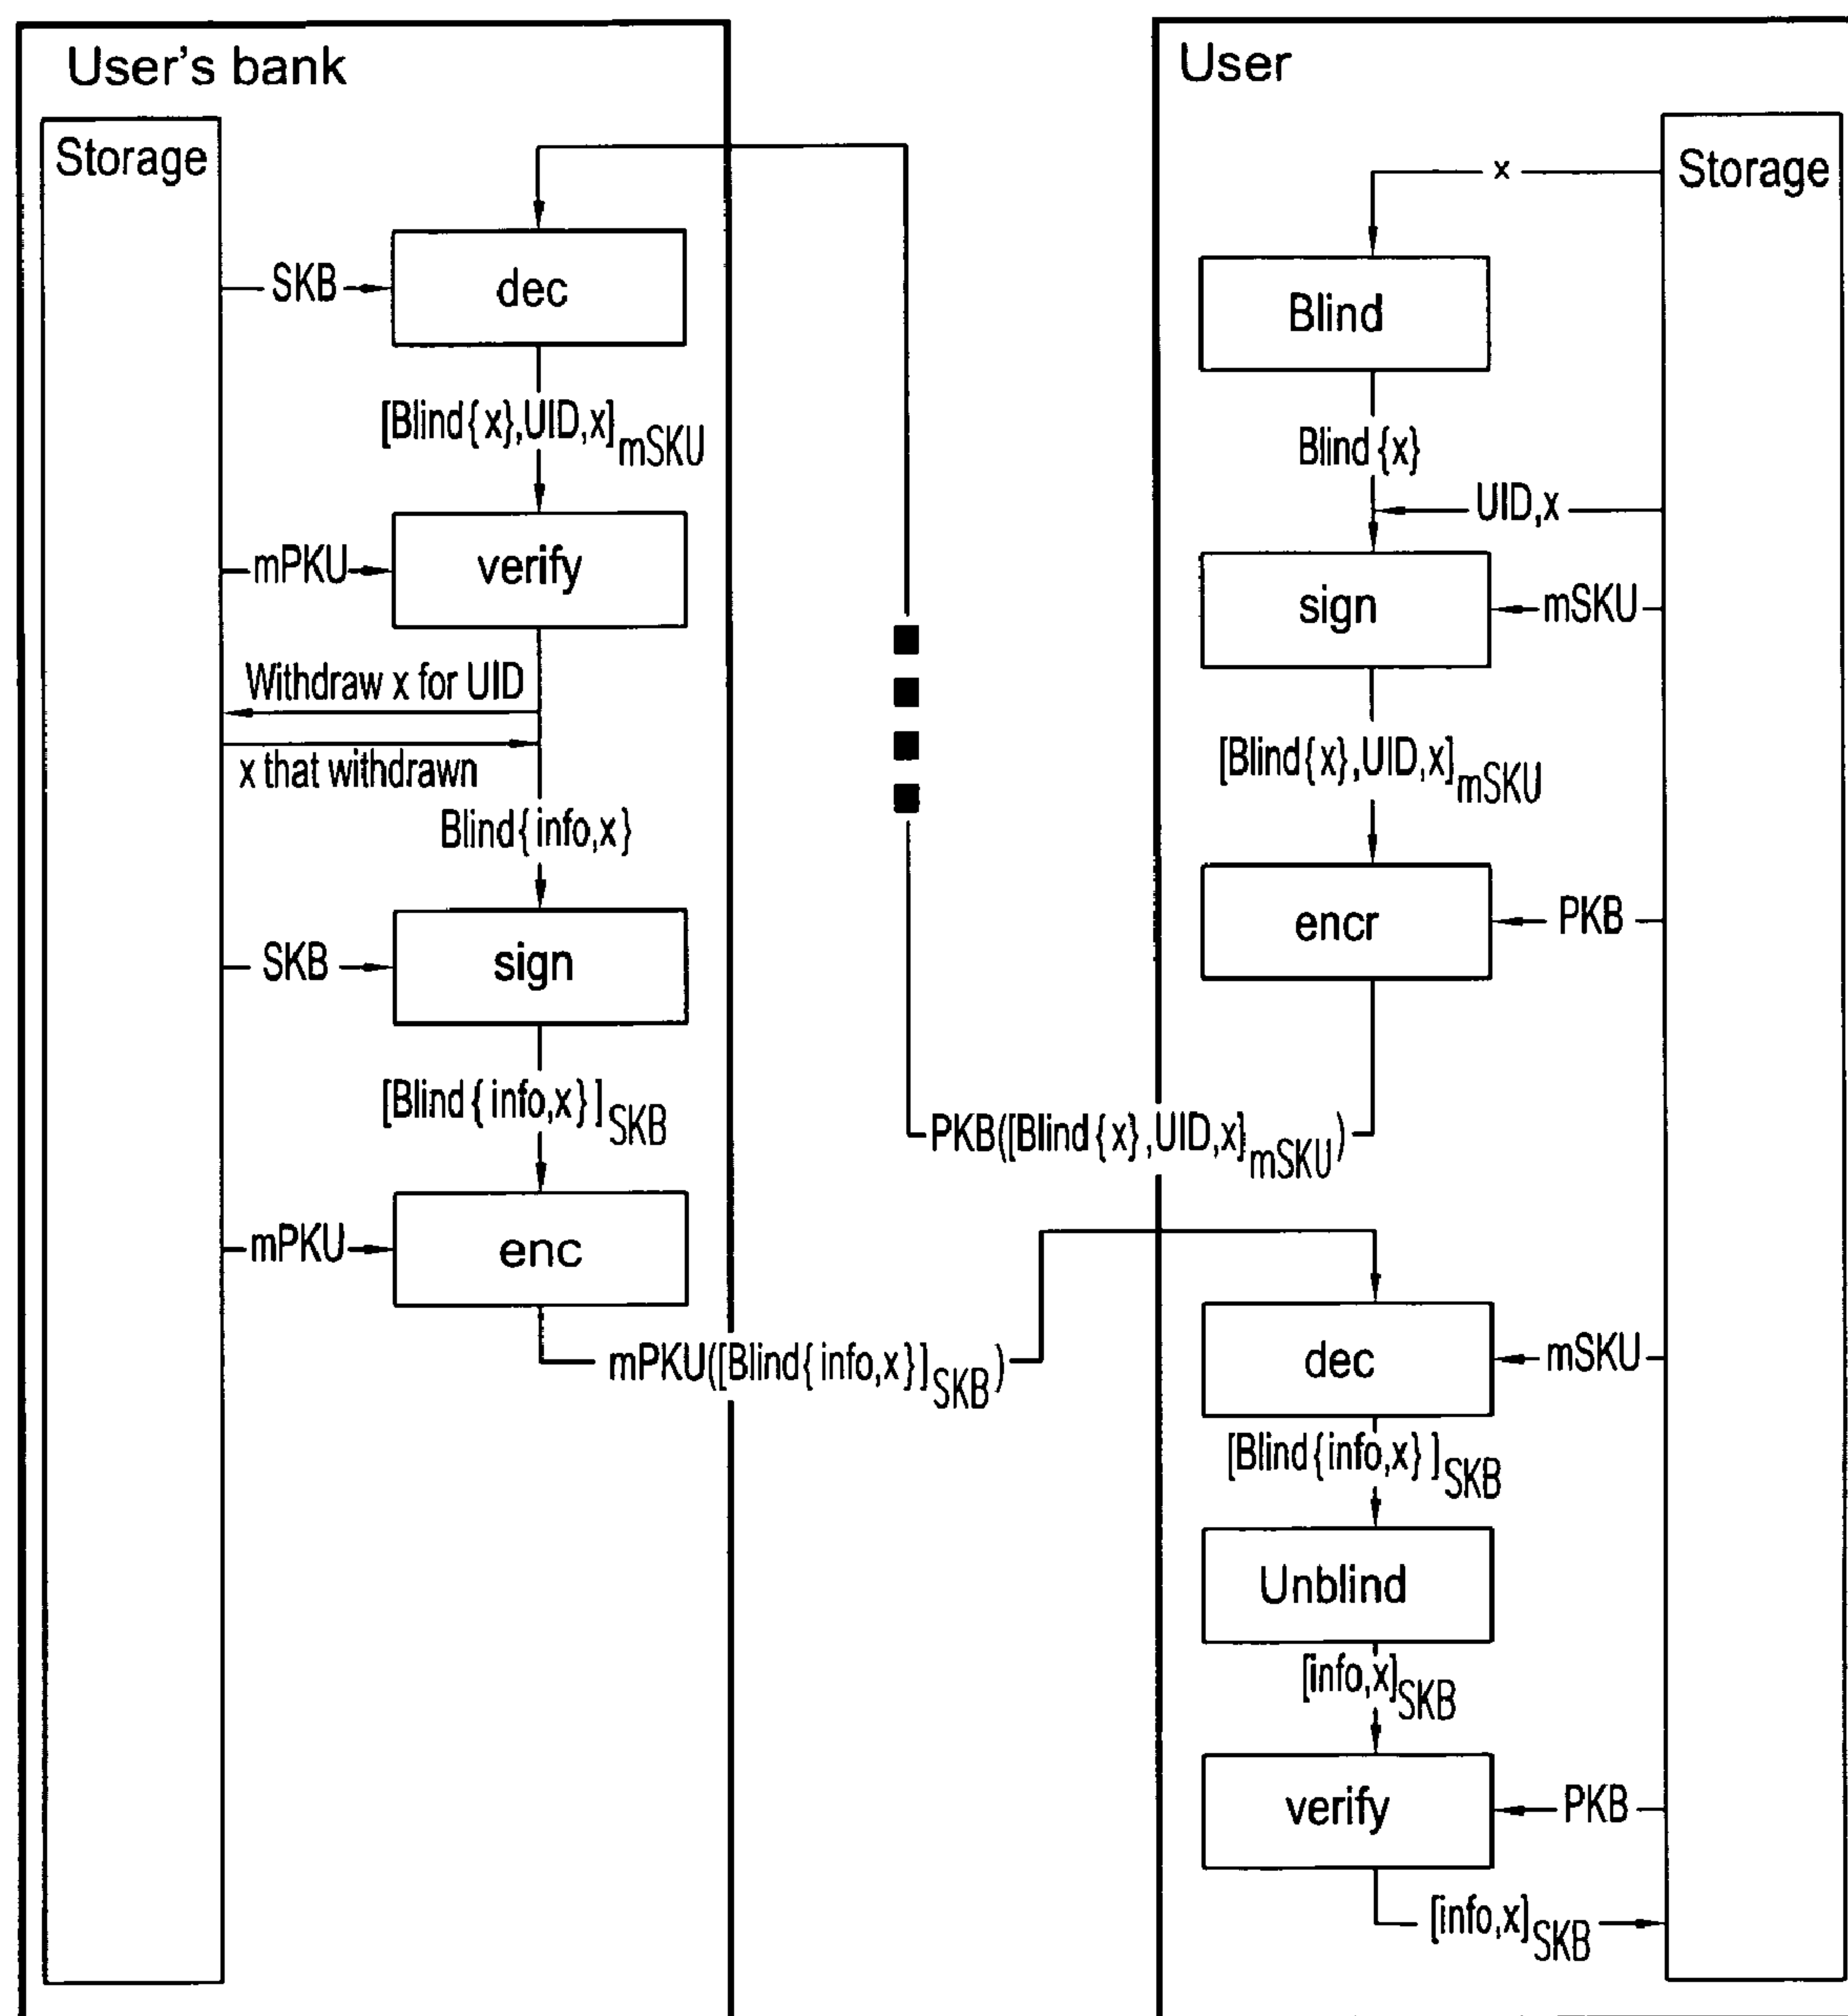 User's bank
Storage
SKB
dec
[Blind{x},UID,x]mSKU
mPKU
verify
Withdraw x for UID
x that withdrawn
Blind{info,x}
SKB
sign
[Blind{info,x}]SKB
mPKU
enc
mPKU([Blind{info,x}]SKB)
User
Storage
x
Blind
Blind{x}
UID,x
sign
mSKU
[Blind{x},UID,x]mSKU
encr
PKB
PKB([Blind{x},UID,x]mSKU)
dec
mSKU
[Blind{info,x}]SKB
Unblind
[info,x]SKB
verify
PKB
[info,x]SKB